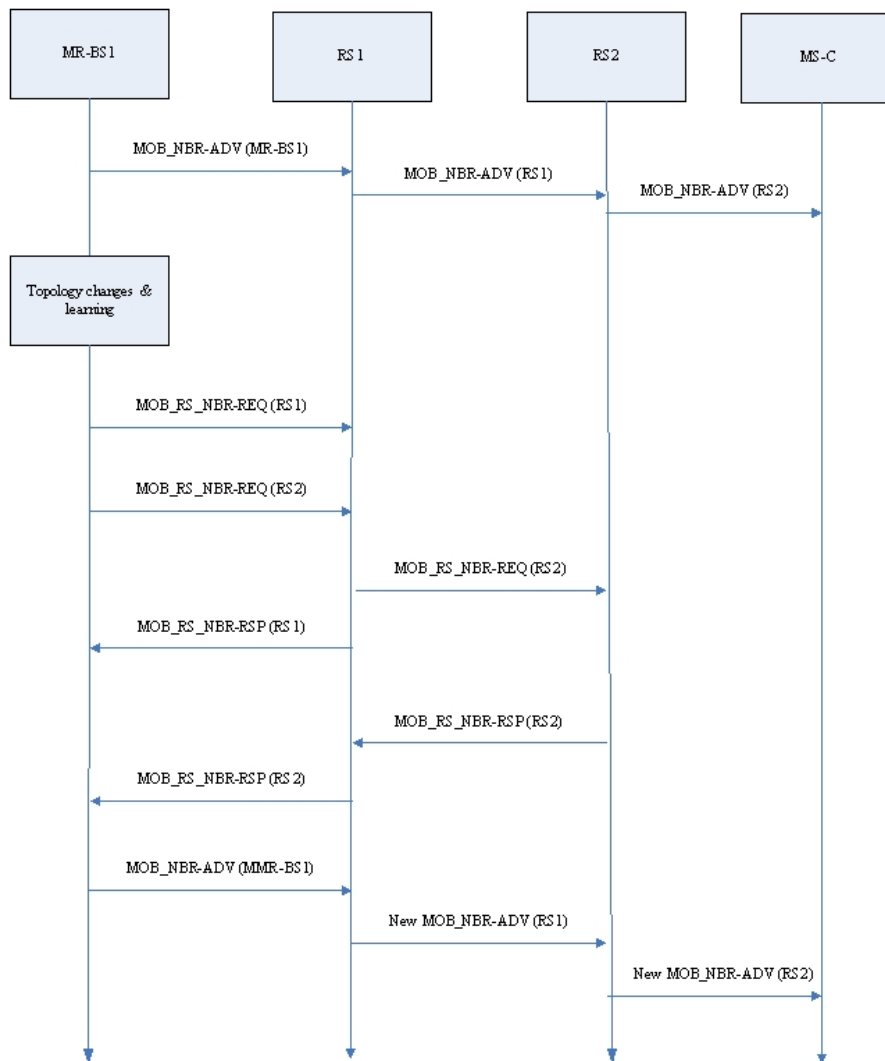 MR-BS1
RS1
RS2
MS-C
MOB_NBR-ADV (MR-BS1)
MOB_NBR-ADV (RS1)
MOB_NBR-ADV (RS2)
Topology changes &
learning
MOB_RS_NBR-REQ (RS1)
MOB_RS_NBR-REQ (RS2)
MOB_RS_NBR-REQ (RS2)
MOB_RS_NBR-RSP (RS1)
MOB_RS_NBR-RSP (RS2)
MOB_RS_NBR-RSP (RS2)
MOB_NBR-ADV (MMR-BS1)
New MOB_NBR-ADV (RS1)
New MOB_NBR-ADV (RS2)